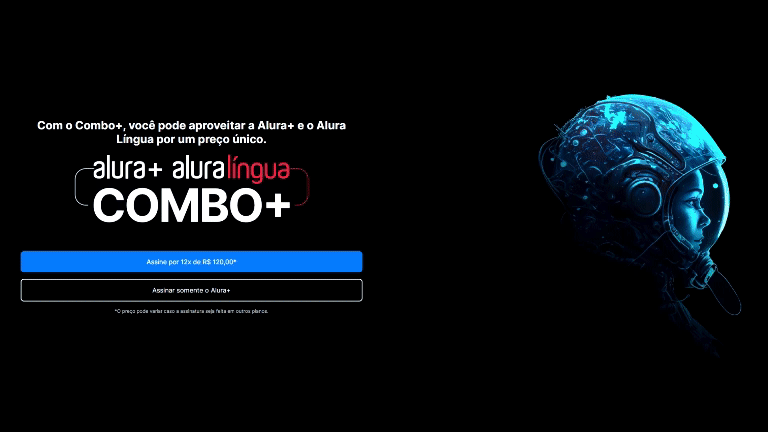 Com o Combo+, você pode aproveitar a Alura+ e o Alura
Língua por um preço único.
alura+ aluralíngua
COMBO+
Assine por 12x de R$ 120,00*
Assinar somente o Alura+
*O preço pode variar caso a assinatura seja feita em outros planos.